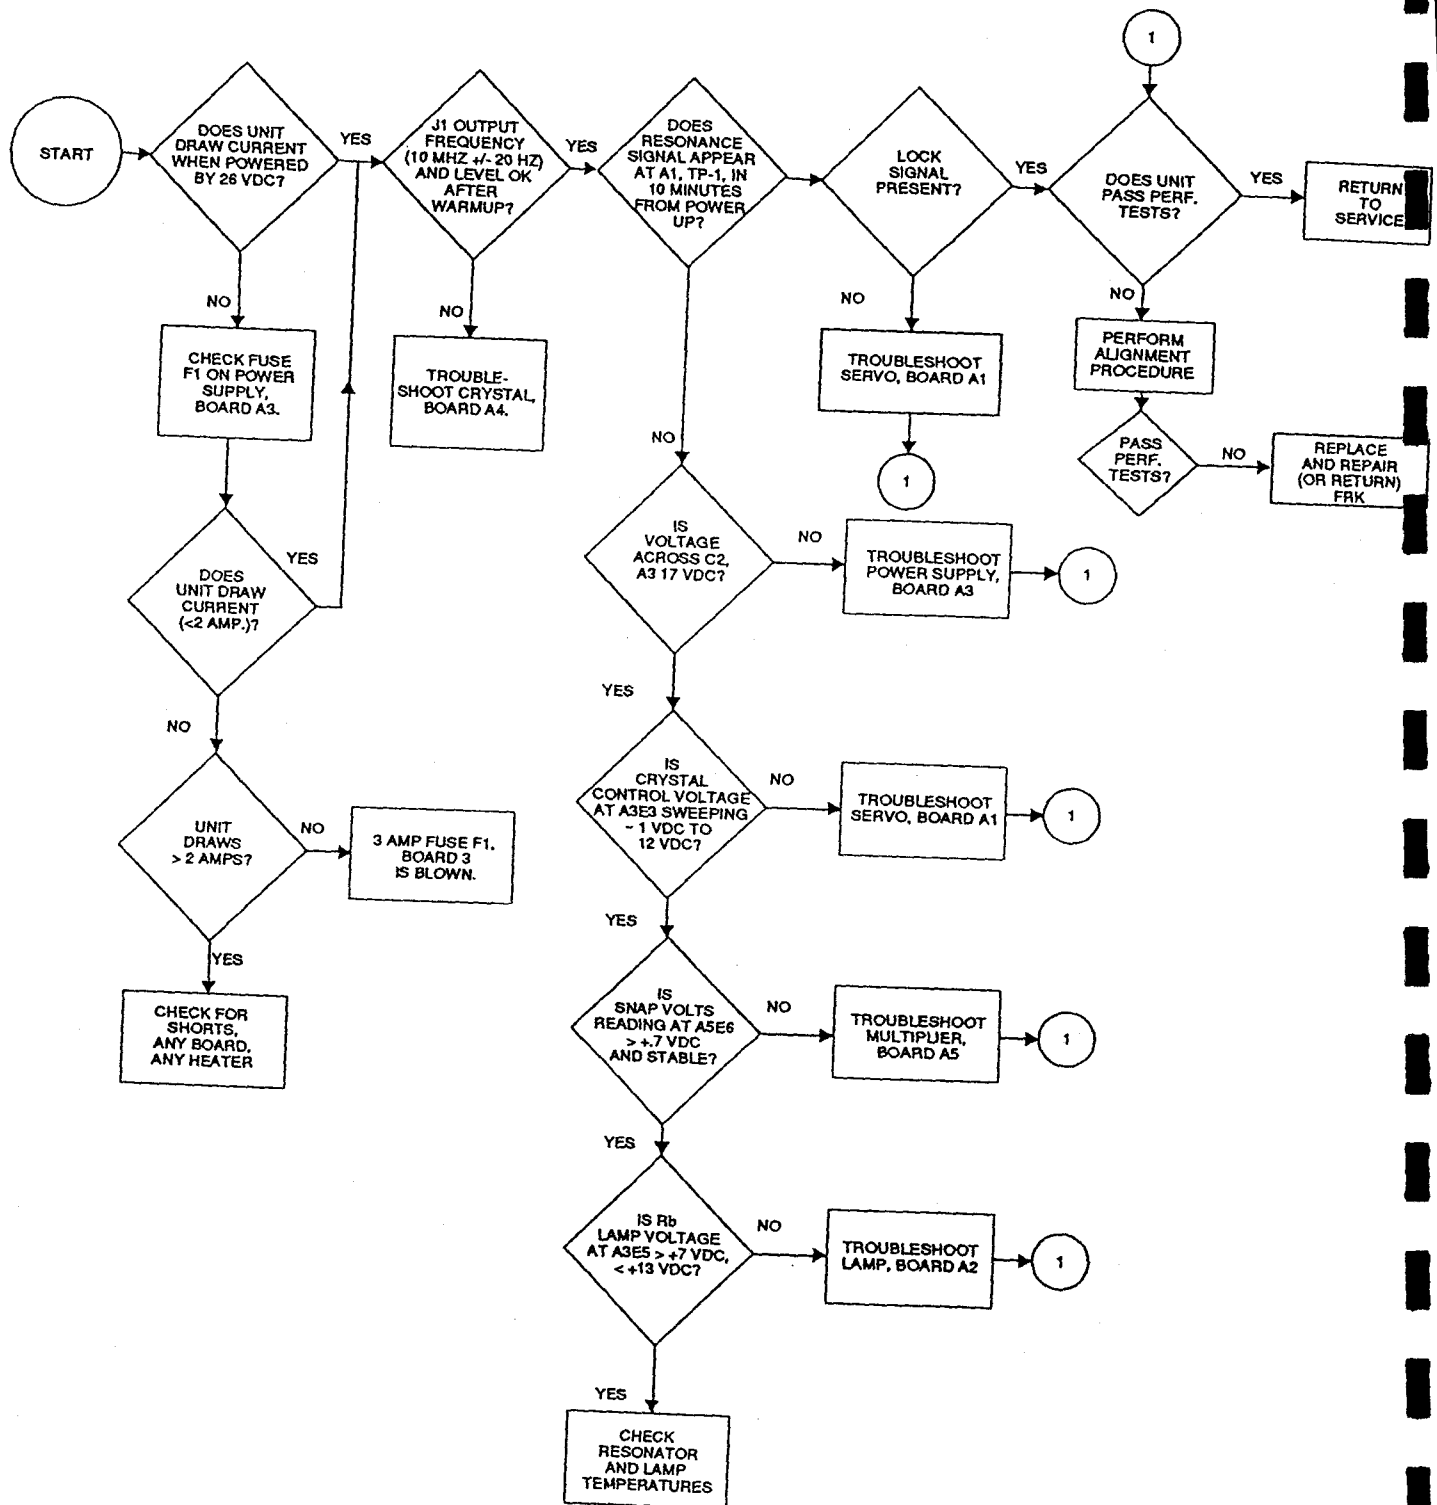 1
START
DOES UNIT
DRAW CURRENT
WHEN POWERED
BY 26 VDC?
YES
J1 OUTPUT
FREQUENCY
(10 MHZ +/- 20 HZ)
AND LEVEL OK
AFTER
WARMUP?
YES
DOES
RESONANCE
SIGNAL APPEAR
AT A1, TP-1, IN
10 MINUTES
FROM POWER
UP?
LOCK
SIGNAL
PRESENT?
YES
DOES UNIT
PASS PERF.
TESTS?
YES
RETURN
TO
SERVICE
NO
CHECK FUSE
F1 ON POWER
SUPPLY,
BOARD A3.
NO
TROUBLE-
SHOOT CRYSTAL,
BOARD A4.
NO
TROUBLESHOOT
SERVO, BOARD A1
1
NO
PERFORM
ALIGNMENT
PROCEDURE
PASS
PERF.
TESTS?
NO
REPLACE
AND REPAIR
(OR RETURN)
FRK
NO
IS
VOLTAGE
ACROSS C2,
A3 17 VDC?
NO
TROUBLESHOOT
POWER SUPPLY,
BOARD A3
1
DOES
UNIT DRAW
CURRENT
(<2 AMP.)?
YES
NO
UNIT
DRAWS
> 2 AMPS?
NO
3 AMP FUSE F1,
BOARD 3
IS BLOWN.
YES
CHECK FOR
SHORTS,
ANY BOARD,
ANY HEATER
YES
IS
CRYSTAL
CONTROL VOLTAGE
AT A3E3 SWEEPING
~ 1 VDC TO
12 VDC?
NO
TROUBLESHOOT
SERVO, BOARD A1
1
YES
IS
SNAP VOLTS
READING AT A5E6
> +.7 VDC
AND STABLE?
NO
TROUBLESHOOT
MULTIPLIER,
BOARD A5
1
YES
IS Rb
LAMP VOLTAGE
AT A3E5 > +7 VDC,
< +13 VDC?
NO
TROUBLESHOOT
LAMP, BOARD A2
1
YES
CHECK
RESONATOR
AND LAMP
TEMPERATURES